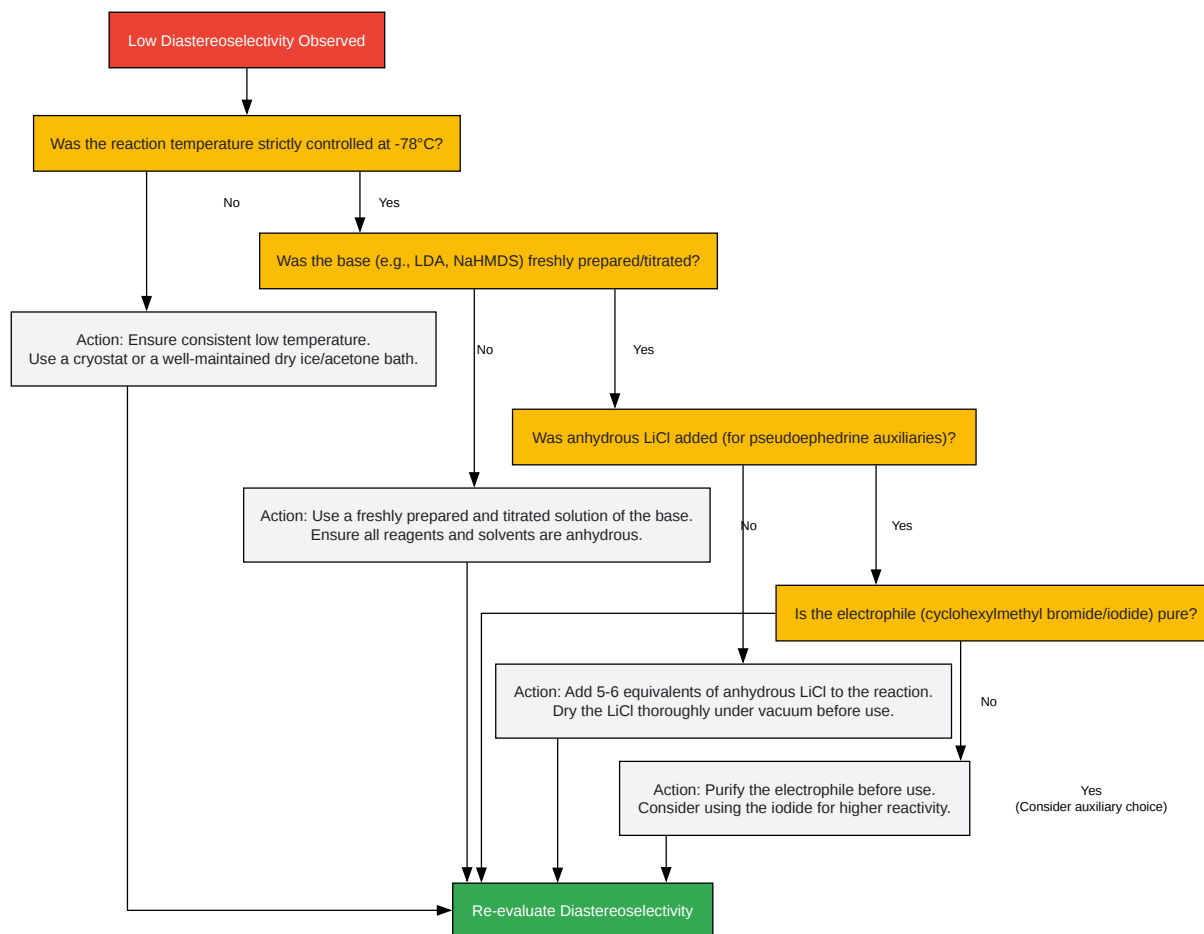 Low Diastereoselectivity Observed
Was the reaction temperature strictly controlled at -78°C?
No
Yes
Was the base (e.g., LDA, NaHMDS) freshly prepared/titrated?
Action: Ensure consistent low temperature.
Use a cryostat or a well-maintained dry ice/acetone bath.
No
Yes
Was anhydrous LiCl added (for pseudoephedrine auxiliaries)?
Action: Use a freshly prepared and titrated solution of the base.
Ensure all reagents and solvents are anhydrous.
No
Yes
Is the electrophile (cyclohexylmethyl bromide/iodide) pure?
Action: Add 5-6 equivalents of anhydrous LiCl to the reaction.
Dry the LiCl thoroughly under vacuum before use.
No
Action: Purify the electrophile before use.
Consider using the iodide for higher reactivity.
Yes
(Consider auxiliary choice)
Re-evaluate Diastereoselectivity